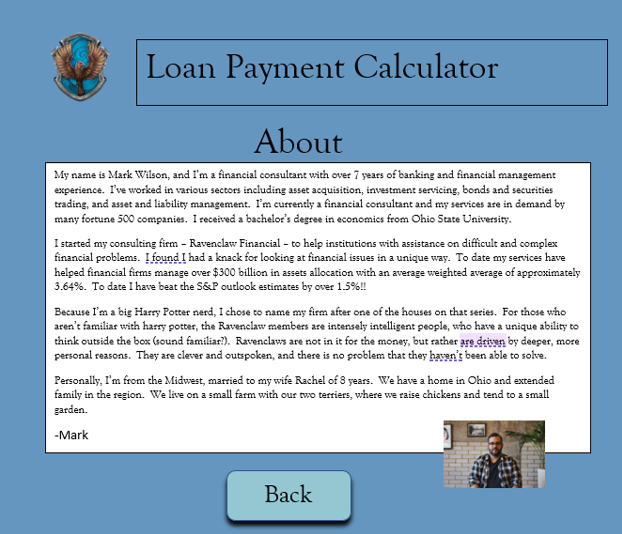 Loan Payment Calculator
About
My name is Mark Wilson, and I'm a financial consultant with over 7 years of banking and financial management
experience.  I've worked in various sectors including asset acquisition, investment servicing, bonds and securities
trading, and asset and liability management.  I'm currently a financial consultant and my services are in demand by
many fortune 500 companies.  I received a bachelor's degree in economics from Ohio State University.
I started my consulting firm – Ravenclaw Financial – to help institutions with assistance on difficult and complex
financial problems.  I found I had a knack for looking at financial issues in a unique way.  To date my services have
helped financial firms manage over $300 billion in assets allocation with an average weighted average of approximately
3.64%.  To date I have beat the S&P outlook estimates by over 1.5%!!
Because I'm a big Harry Potter nerd, I chose to name my firm after one of the houses on that series.  For those who
aren't familiar with harry potter, the Ravenclaw members are intensely intelligent people, who have a unique ability to
think outside the box (sound familiar?).  Ravenclaws are not in it for the money, but rather are driven by deeper, more
personal reasons.  They are clever and outspoken, and there is no problem that they haven't been able to solve.
Personally, I'm from the Midwest, married to my wife Rachel of 8 years.  We have a home in Ohio and extended
family in the region.  We live on a small farm with our two terriers, where we raise chickens and tend to a small
garden.
-Mark
Back